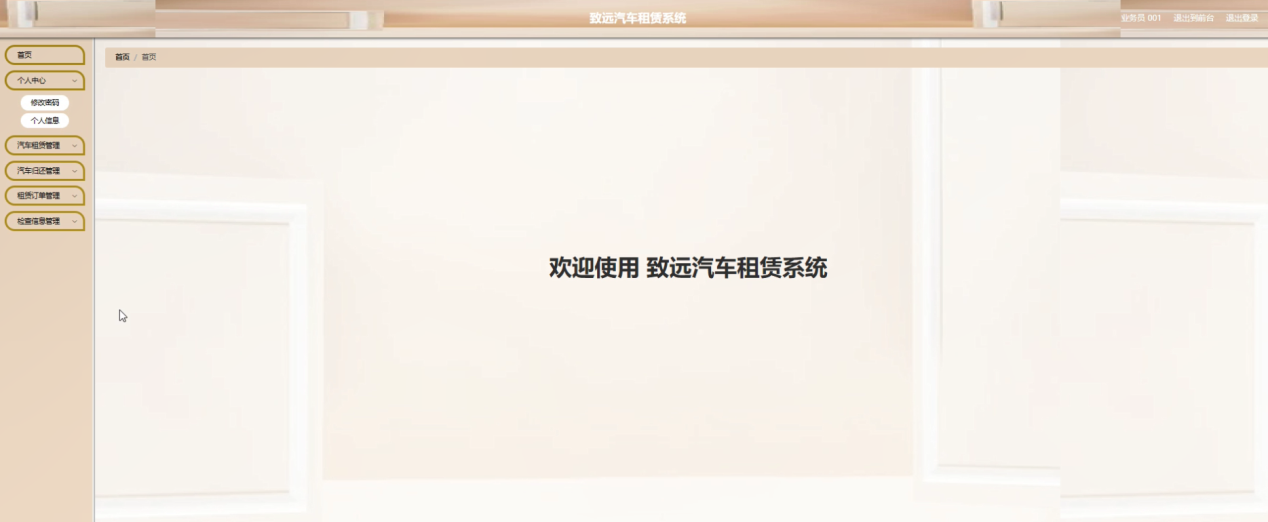 致远汽车租赁系统
业务员 001 退出到前台 退出登录
首页
个人中心
修改密码
个人信息
汽车租赁管理
汽车归还管理
租赁订单管理
检查信息管理
首页 / 首页
欢迎使用 致远汽车租赁系统